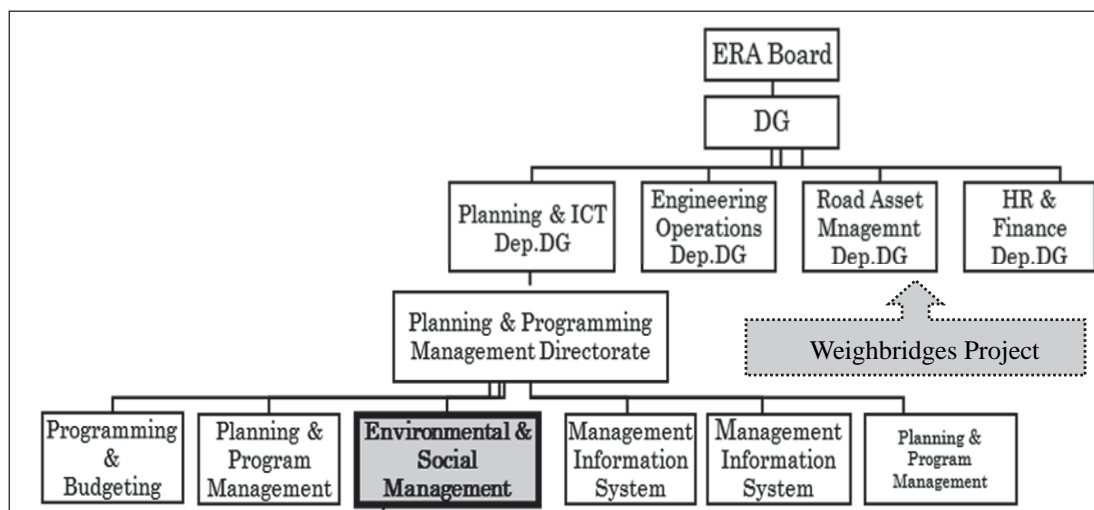 ERA Board
DG
Planning & ICT
Dep.DG
Engineering
Operations
Dep.DG
Road Asset
Mnagemnt
Dep.DG
HR &
Finance
Dep.DG
Planning & Programming
Management Directorate
Weighbridges Project
Programming
&
Budgeting
Planning &
Program
Management
Environmental &
Social
Management
Management
Information
System
Management
Information
System
Planning &
Program
Management